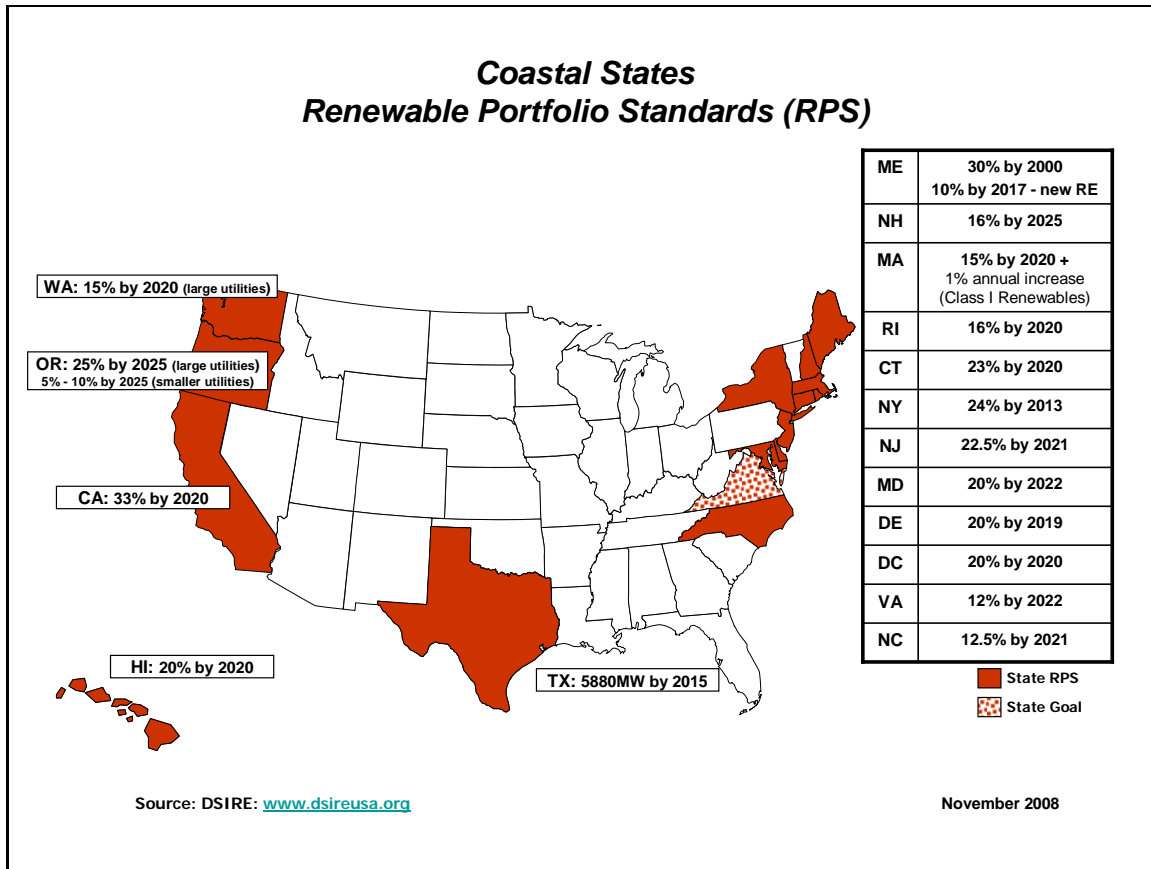 Coastal States
Renewable Portfolio Standards (RPS)
WA: 15% by 2020 (large utilities)
OR: 25% by 2025 (large utilities)
5% - 10% by 2025 (smaller utilities)
CA: 33% by 2020
HI: 20% by 2020
TX: 5880MW by 2015
ME 30% by 2000
10% by 2017 - new RE
NH 16% by 2025
MA 15% by 2020 +
1% annual increase
(Class I Renewables)
RI 16% by 2020
CT 23% by 2020
NY 24% by 2013
NJ 22.5% by 2021
MD 20% by 2022
DE 20% by 2019
DC 20% by 2020
VA 12% by 2022
NC 12.5% by 2021
State RPS
State Goal
Source: DSIRE: www.dsireusa.org
November 2008